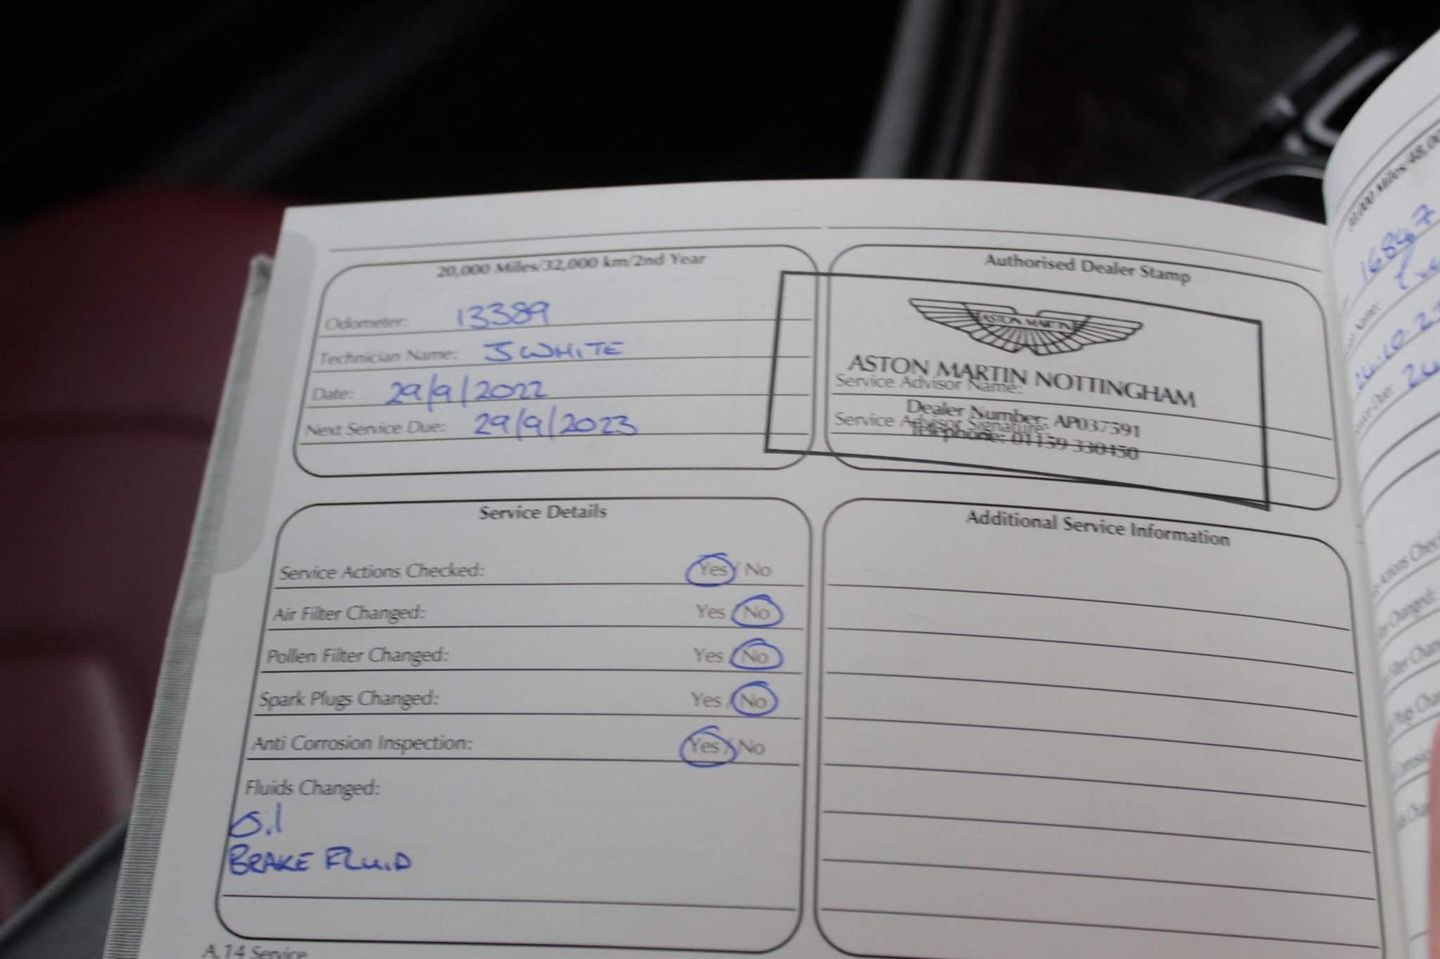 20,000 Miles/32,000 km/2nd Year
Odometer: 13389
Technician Name: J WHITE
Date: 29/9/2022
Next Service Due: 29/9/2023
Authorised Dealer Stamp
ASTON MARTIN
ASTON MARTIN NOTTINGHAM
Service Advisor Name:
Dealer Number: AP037591
Service Advisor Signature:
Telephone: 01159 330450
Service Details
Service Actions Checked: Yes / No
Air Filter Changed: Yes / No
Pollen Filter Changed: Yes / No
Spark Plugs Changed: Yes / No
Anti Corrosion Inspection: Yes / No
Fluids Changed:
Oil
BRAKE FLUID
A.14 Service
Additional Service Information